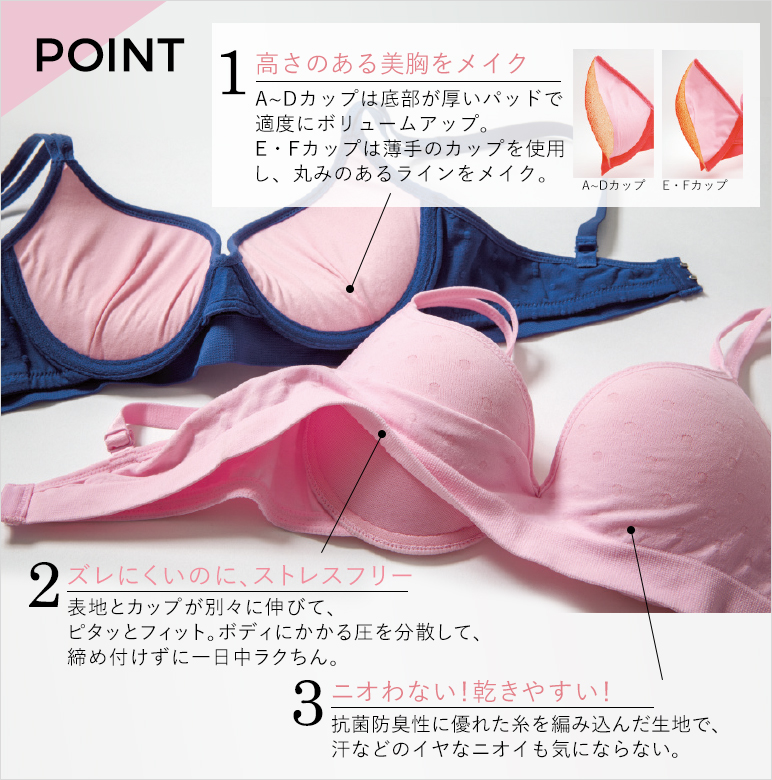 POINT
1 高さのある美胸をメイク
A~Dカップは底部が厚いパッドで
適度にボリュームアップ。
E・Fカップは薄手のカップを使用
し、丸みのあるラインをメイク。
A~Dカップ E・Fカップ
2 ズレにくいのに、ストレスフリー
表地とカップが別々に伸びて、
ピタッとフィット。ボディにかかる圧を分散して、
締め付けずに一日中ラクちん。
3 ニオわない!乾きやすい!
抗菌防臭性に優れた糸を編み込んだ生地で、
汗などのイヤなニオイも気にならない。